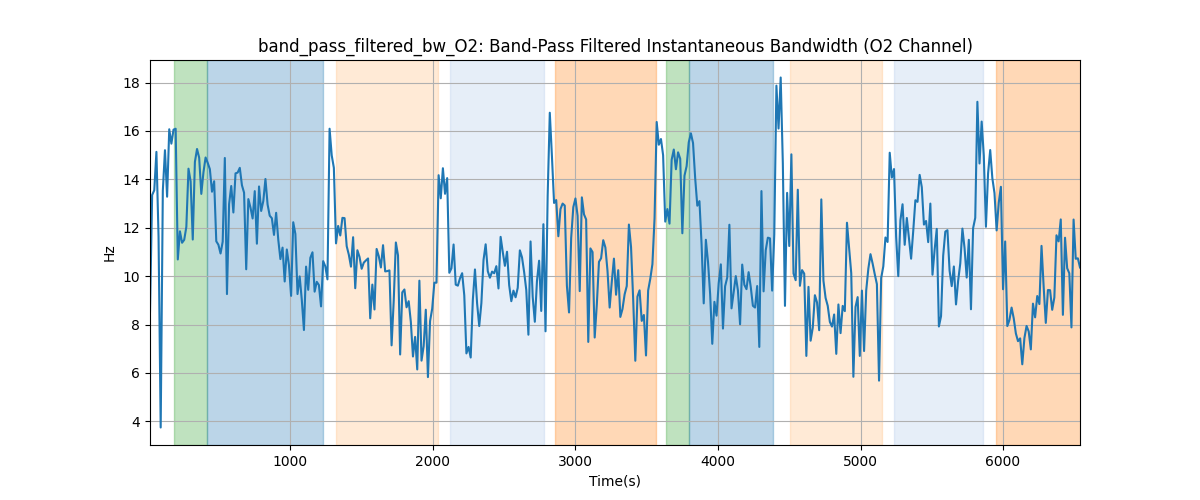 band_pass_filtered_bw_O2: Band-Pass Filtered Instantaneous Bandwidth (O2 Channel)
18
16
14
12
10
8
6
4
Hz
1000 2000 3000 4000 5000 6000
Time(s)